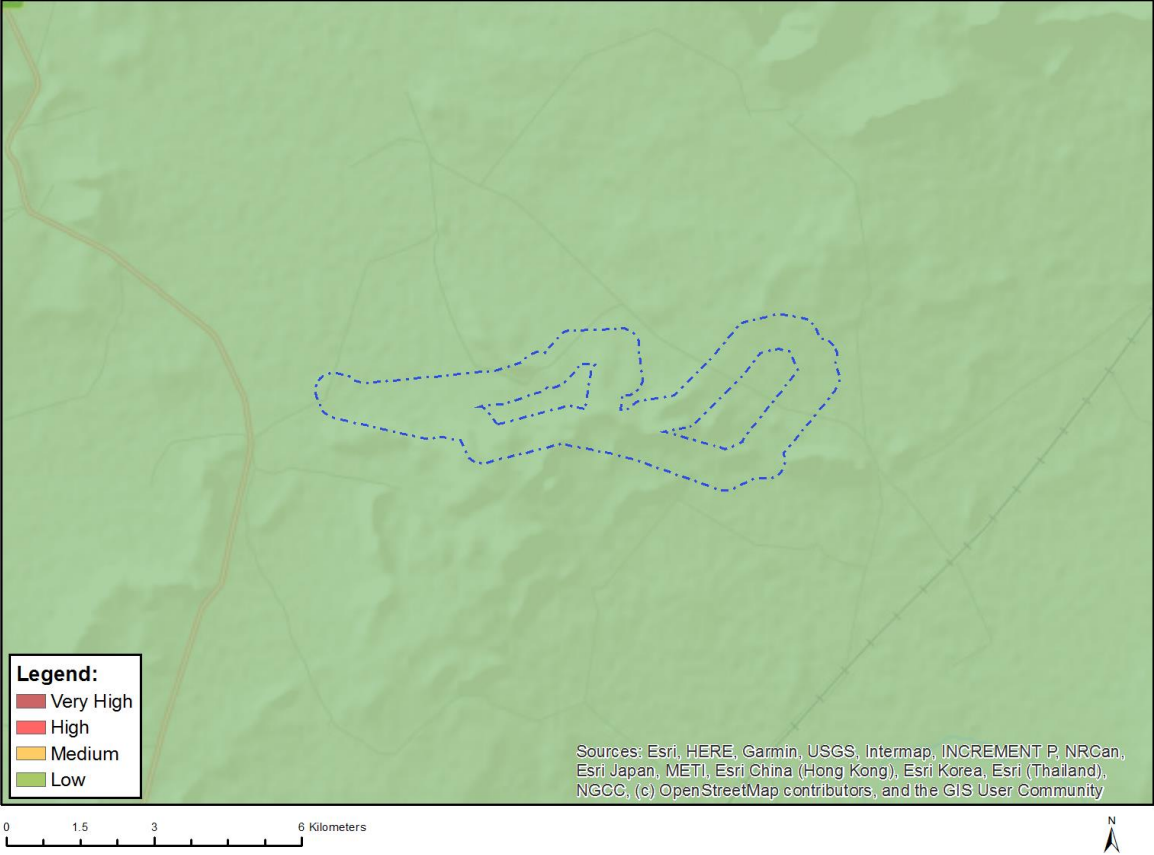 Legend:
Very High
High
Medium
Low
Sources: Esri, HERE, Garmin, USGS, Intermap, INCREMENT P, NRCan,
Esri Japan, METI, Esri China (Hong Kong), Esri Korea, Esri (Thailand),
NGCC, (c) OpenStreetMap contributors, and the GIS User Community
0 1.5 3 6 Kilometers
N